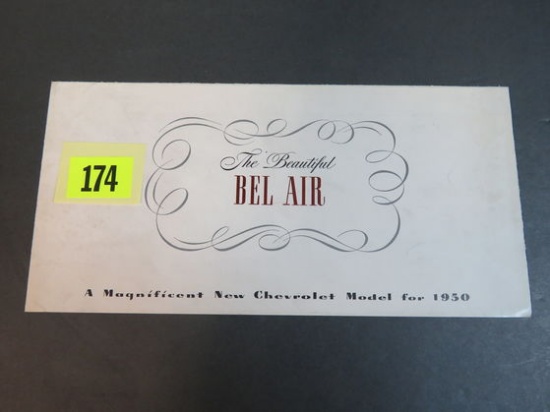 174
The Beautiful
BEL AIR
A Magnificent New Chevrolet Model for 1950